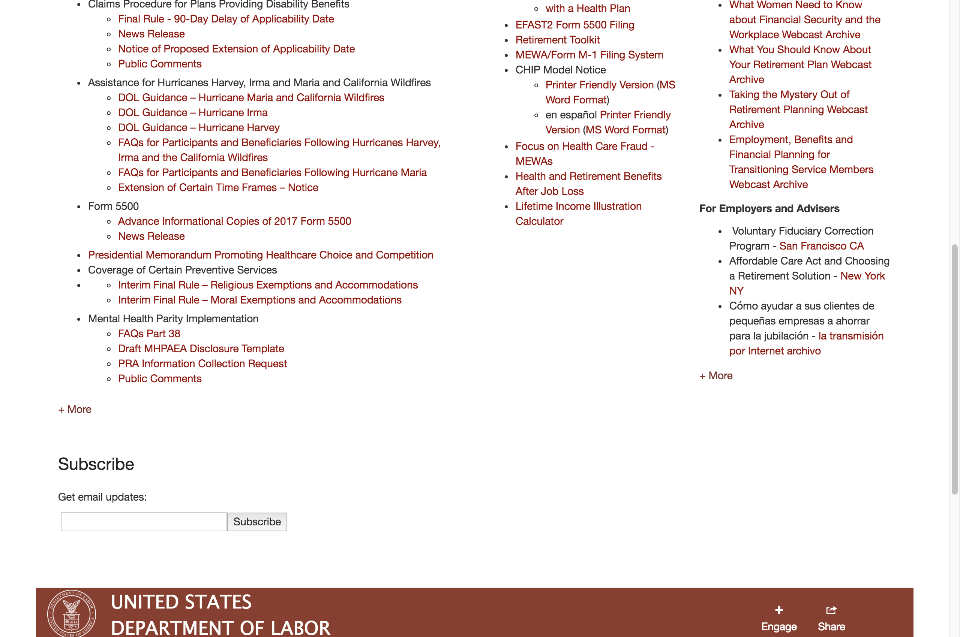 Claims Procedure for Plans Providing Disability Benefits
Final Rule - 90-Day Delay of Applicability Date
News Release
Notice of Proposed Extension of Applicability Date
Public Comments
Assistance for Hurricanes Harvey, Irma and Maria and California Wildfires
DOL Guidance – Hurricane Maria and California Wildfires
DOL Guidance – Hurricane Irma
DOL Guidance – Hurricane Harvey
FAQs for Participants and Beneficiaries Following Hurricanes Harvey,
Irma and the California Wildfires
FAQs for Participants and Beneficiaries Following Hurricane Maria
Extension of Certain Time Frames – Notice
Form 5500
Advance Informational Copies of 2017 Form 5500
News Release
Presidential Memorandum Promoting Healthcare Choice and Competition
Coverage of Certain Preventive Services
Interim Final Rule – Religious Exemptions and Accommodations
Interim Final Rule – Moral Exemptions and Accommodations
Mental Health Parity Implementation
FAQs Part 38
Draft MHPAEA Disclosure Template
PRA Information Collection Request
Public Comments
+ More
with a Health Plan
EFAST2 Form 5500 Filing
Retirement Toolkit
MEWA/Form M-1 Filing System
CHIP Model Notice
Printer Friendly Version (MS
Word Format)
en español Printer Friendly
Version (MS Word Format)
Focus on Health Care Fraud -
MEWAs
Health and Retirement Benefits
After Job Loss
Lifetime Income Illustration
Calculator
What Women Need to Know
about Financial Security and the
Workplace Webcast Archive
What You Should Know About
Your Retirement Plan Webcast
Archive
Taking the Mystery Out of
Retirement Planning Webcast
Archive
Employment, Benefits and
Financial Planning for
Transitioning Service Members
Webcast Archive
For Employers and Advisers
Voluntary Fiduciary Correction
Program - San Francisco CA
Affordable Care Act and Choosing
a Retirement Solution - New York
NY
Cómo ayudar a sus clientes de
pequeñas empresas a ahorrar
para la jubilación - la transmisión
por Internet archivo
+ More
Subscribe
Get email updates:
Subscribe
UNITED STATES
DEPARTMENT OF LABOR
Engage
Share